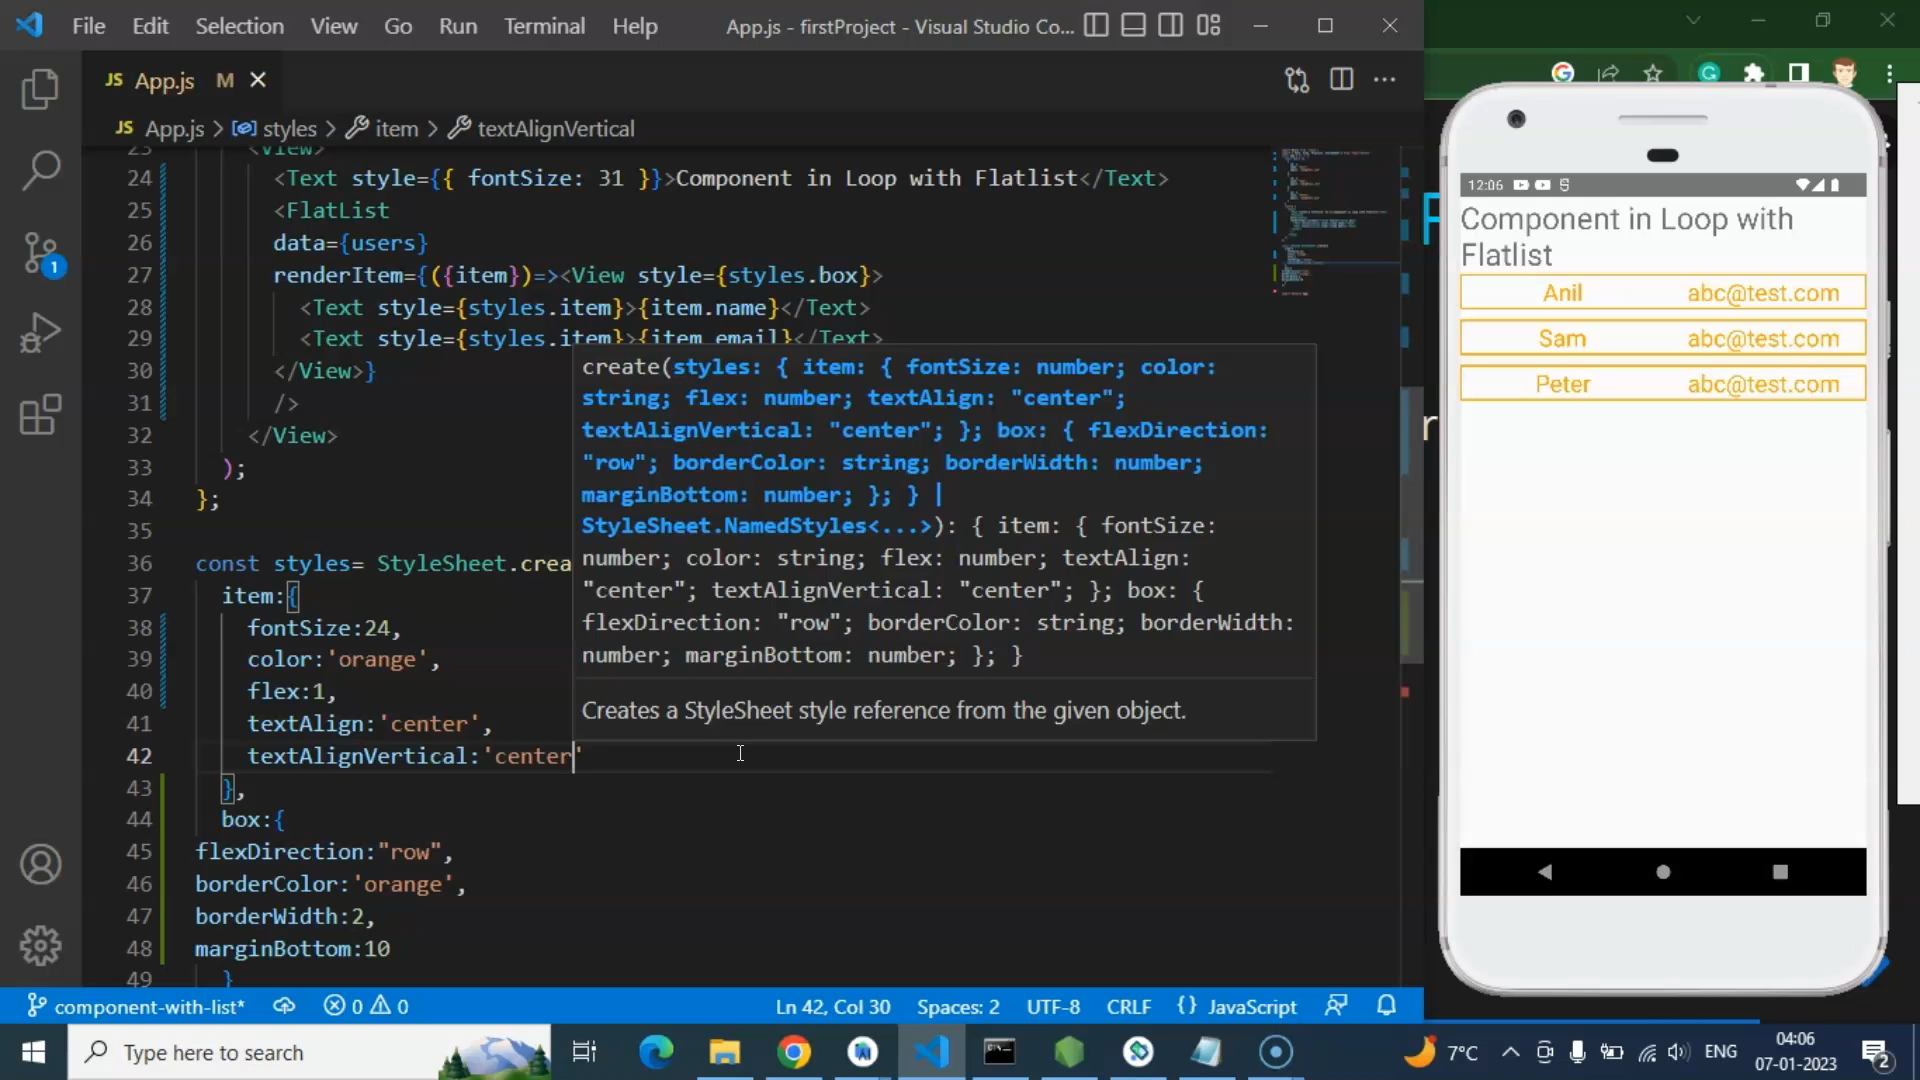 File Edit Selection View Go Run Terminal Help App.js - firstProject - Visual Studio Co...
JS App.js M
JS App.js > styles > item > textAlignVertical
23 <View>
24 <Text style={{ fontSize: 31 }}>Component in Loop with Flatlist</Text>
25 <FlatList
26 data={users}
27 renderItem={({item})=><View style={styles.box}>
28 <Text style={styles.item}>{item.name}</Text>
29 <Text style={styles.item}>{item.email}</Text>
30 </View>}
31 />
32 </View>
33 );
34 };
35
36 const styles= StyleSheet.crea
37 item:{
38 fontSize:24,
39 color:'orange',
40 flex:1,
41 textAlign:'center',
42 textAlignVertical:'center'
43 },
44 box:{
45 flexDirection:"row",
46 borderColor:'orange',
47 borderWidth:2,
48 marginBottom:10
49 }
create(styles: { item: { fontSize: number; color:
string; flex: number; textAlign: "center";
textAlignVertical: "center"; }; box: { flexDirection:
"row"; borderColor: string; borderWidth: number;
marginBottom: number; }; } |
StyleSheet.NamedStyles<...>): { item: { fontSize:
number; color: string; flex: number; textAlign:
"center"; textAlignVertical: "center"; }; box: {
flexDirection: "row"; borderColor: string; borderWidth:
number; marginBottom: number; }; }
Creates a StyleSheet style reference from the given object.
12:06
Component in Loop with
Flatlist
Anil abc@test.com
Sam abc@test.com
Peter abc@test.com
F
r
1
component-with-list* 0 0 Ln 42, Col 30 Spaces: 2 UTF-8 CRLF {} JavaScript
Type here to search
7°C ENG
04:06
07-01-2023
2